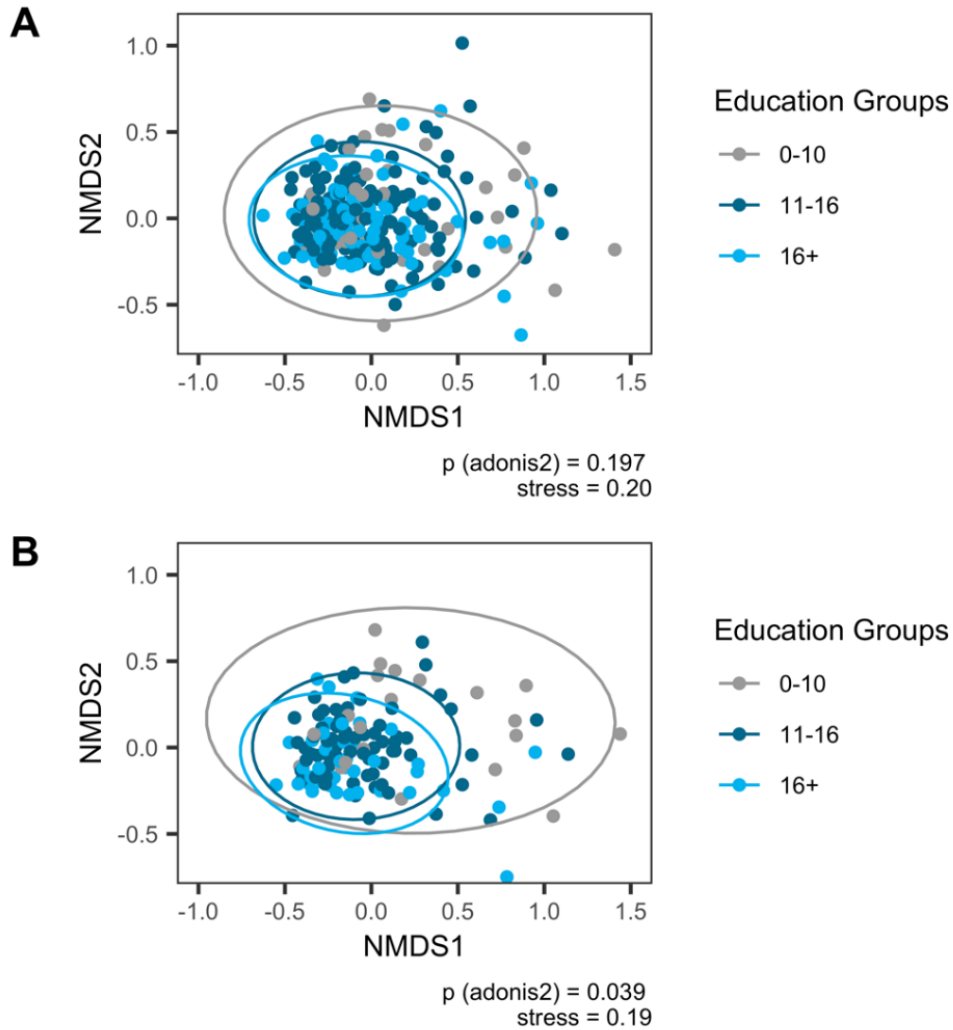 A
1.0
0.5
0.0
-0.5
NMDS2
-1.0 -0.5 0.0 0.5 1.0 1.5
NMDS1
p (adonis2) = 0.197
stress = 0.20
Education Groups
0-10
11-16
16+
B
1.0
0.5
0.0
-0.5
NMDS2
-1.0 -0.5 0.0 0.5 1.0 1.5
NMDS1
p (adonis2) = 0.039
stress = 0.19
Education Groups
0-10
11-16
16+